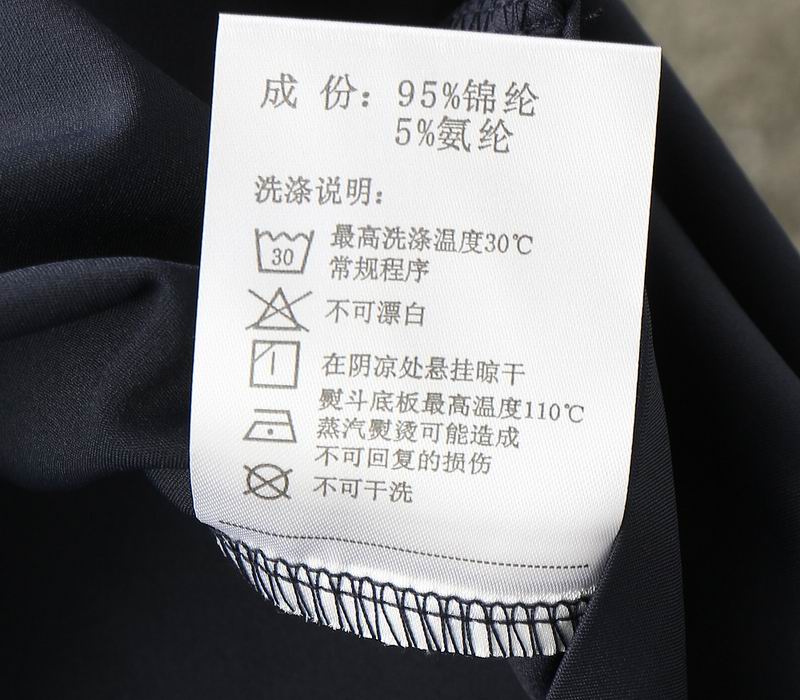 成 份：95%锦纶
5%氨纶
洗涤说明：
30
最高洗涤温度30℃
常规程序
不可漂白
在阴凉处悬挂晾干
熨斗底板最高温度110℃
蒸汽熨烫可能造成
不可回复的损伤
不可干洗